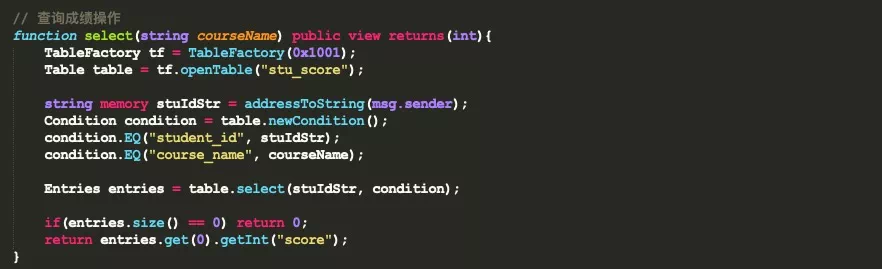 // 查询成绩操作
function select(string courseName) public view returns(int){
    TableFactory tf = TableFactory(0x1001);
    Table table = tf.openTable("stu_score");

    string memory stuIdStr = addressToString(msg.sender);
    Condition condition = table.newCondition();
    condition.EQ("student_id", stuIdStr);
    condition.EQ("course_name", courseName);

    Entries entries = table.select(stuIdStr, condition);

    if(entries.size() == 0) return 0;
    return entries.get(0).getInt("score");
}